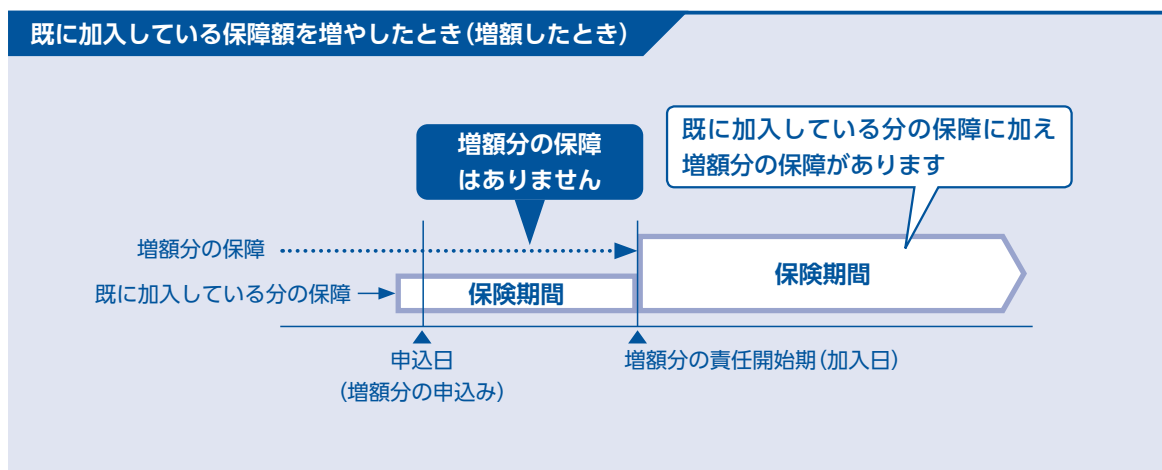 既に加入している保障額を増やしたとき(増額したとき)
増額分の保障
はありません
既に加入している分の保障に加え
増額分の保障があります
増額分の保障
既に加入している分の保障
保険期間
保険期間
申込日
(増額分の申込み)
増額分の責任開始期(加入日)